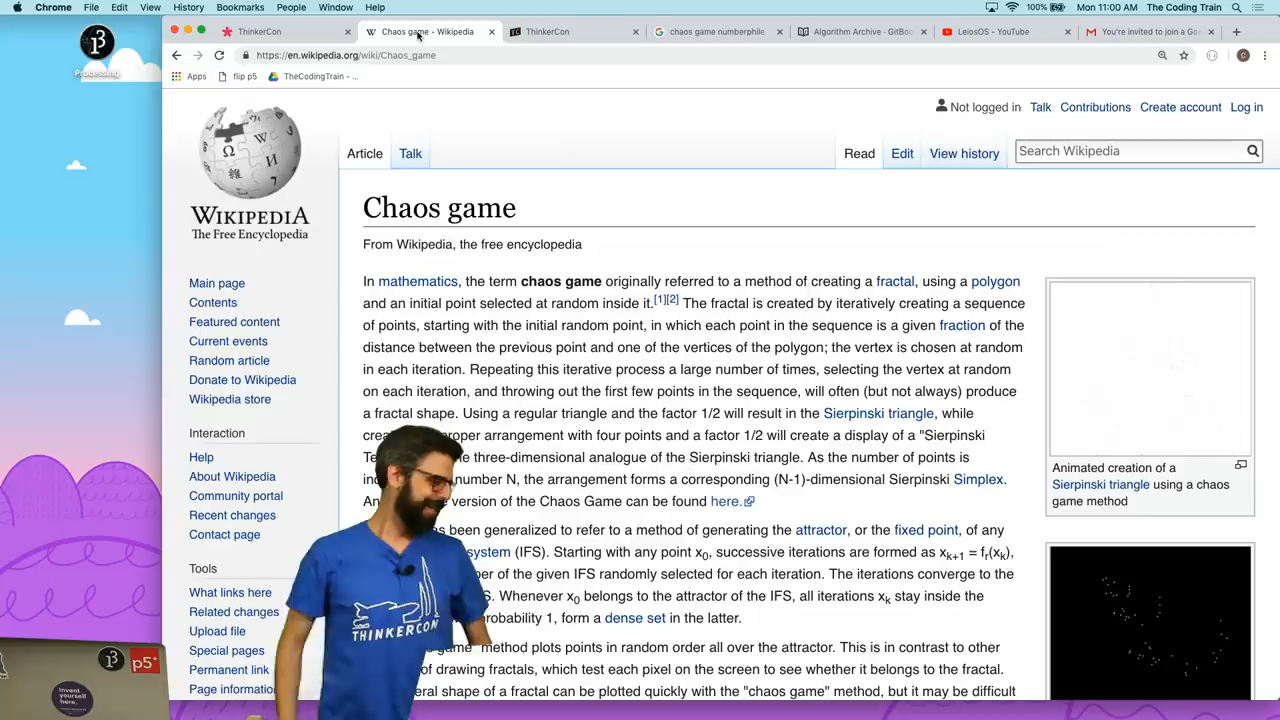 Chrome File Edit View History Bookmarks People Window Help 100% Mon 11:00 AM The Coding Train
ThinkerCon Chaos game - Wikipedia ThinkerCon chaos game numberphile Algorithm Archive - GitBo LeiosOS - YouTube You're invited to join a Go
https://en.wikipedia.org/wiki/Chaos_game
Apps flip p5 TheCodingTrain - ...
Processing
Not logged in Talk Contributions Create account Log in
Article Talk Read Edit View history Search Wikipedia
WIKIPEDIA
The Free Encyclopedia
Main page
Contents
Featured content
Current events
Random article
Donate to Wikipedia
Wikipedia store
Interaction
Help
About Wikipedia
Community portal
Recent changes
Contact page
Tools
What links here
Related changes
Upload file
Special pages
Permanent link
Page information
Chaos game
From Wikipedia, the free encyclopedia
In mathematics, the term chaos game originally referred to a method of creating a fractal, using a polygon
and an initial point selected at random inside it.[1][2] The fractal is created by iteratively creating a sequence
of points, starting with the initial random point, in which each point in the sequence is a given fraction of the
distance between the previous point and one of the vertices of the polygon; the vertex is chosen at random
in each iteration. Repeating this iterative process a large number of times, selecting the vertex at random
on each iteration, and throwing out the first few points in the sequence, will often (but not always) produce
a fractal shape. Using a regular triangle and the factor 1/2 will result in the Sierpinski triangle, while
crea proper arrangement with four points and a factor 1/2 will create a display of a "Sierpinski
Te e three-dimensional analogue of the Sierpinski triangle. As the number of points is
number N, the arrangement forms a corresponding (N-1)-dimensional Sierpinski Simplex.
An version of the Chaos Game can be found here.
s been generalized to refer to a method of generating the attractor, or the fixed point, of any
system (IFS). Starting with any point x0, successive iterations are formed as xk+1 = fr(xk),
ber of the given IFS randomly selected for each iteration. The iterations converge to the
S. Whenever x0 belongs to the attractor of the IFS, all iterations xk stay inside the
robability 1, form a dense set in the latter.
game" method plots points in random order all over the attractor. This is in contrast to other
of drawing fractals, which test each pixel on the screen to see whether it belongs to the fractal.
eral shape of a fractal can be plotted quickly with the "chaos game" method, but it may be difficult
Animated creation of a
Sierpinski triangle using a chaos
game method
THINKERCON
p5*
Invent
yourself
here.